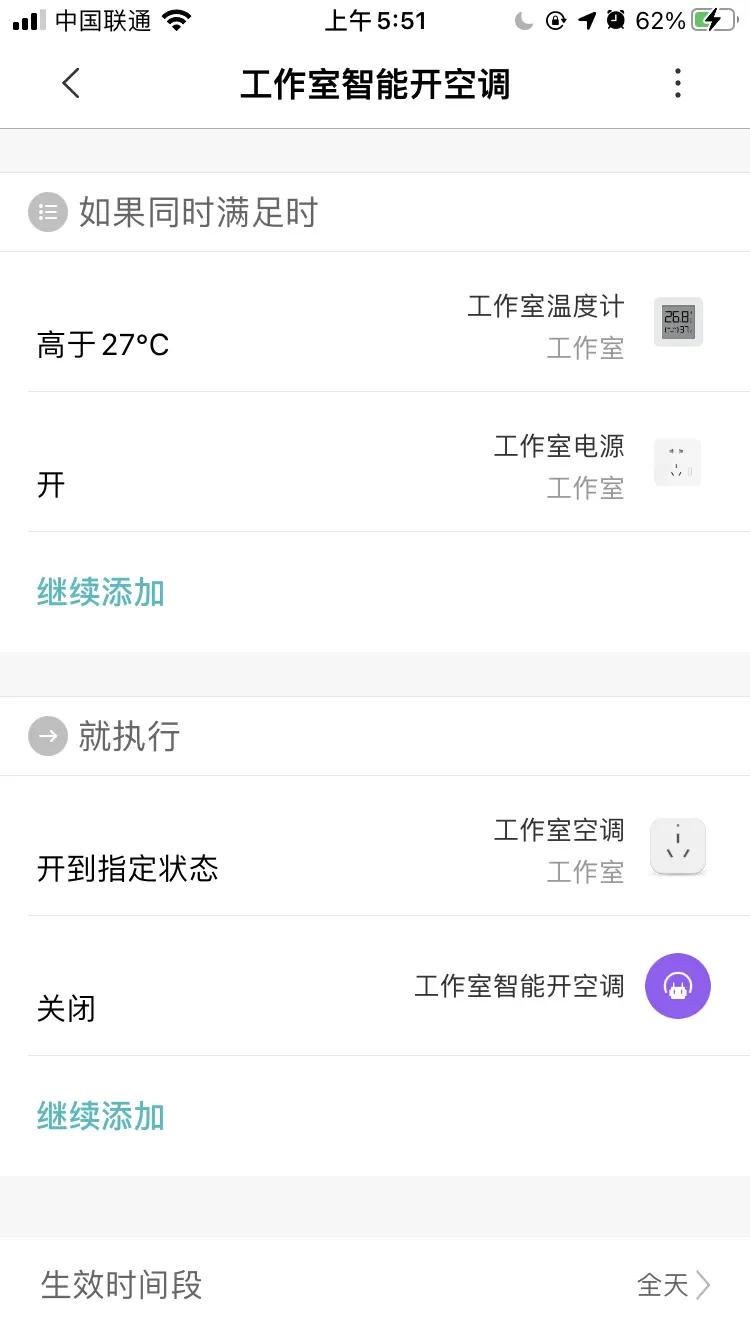 中国联通 上午5:51 62%
工作室智能开空调
如果同时满足时
工作室温度计
高于27°C
工作室
工作室电源
开
工作室
继续添加
就执行
工作室空调
开到指定状态
工作室
工作室智能开空调
关闭
继续添加
生效时间段 全天